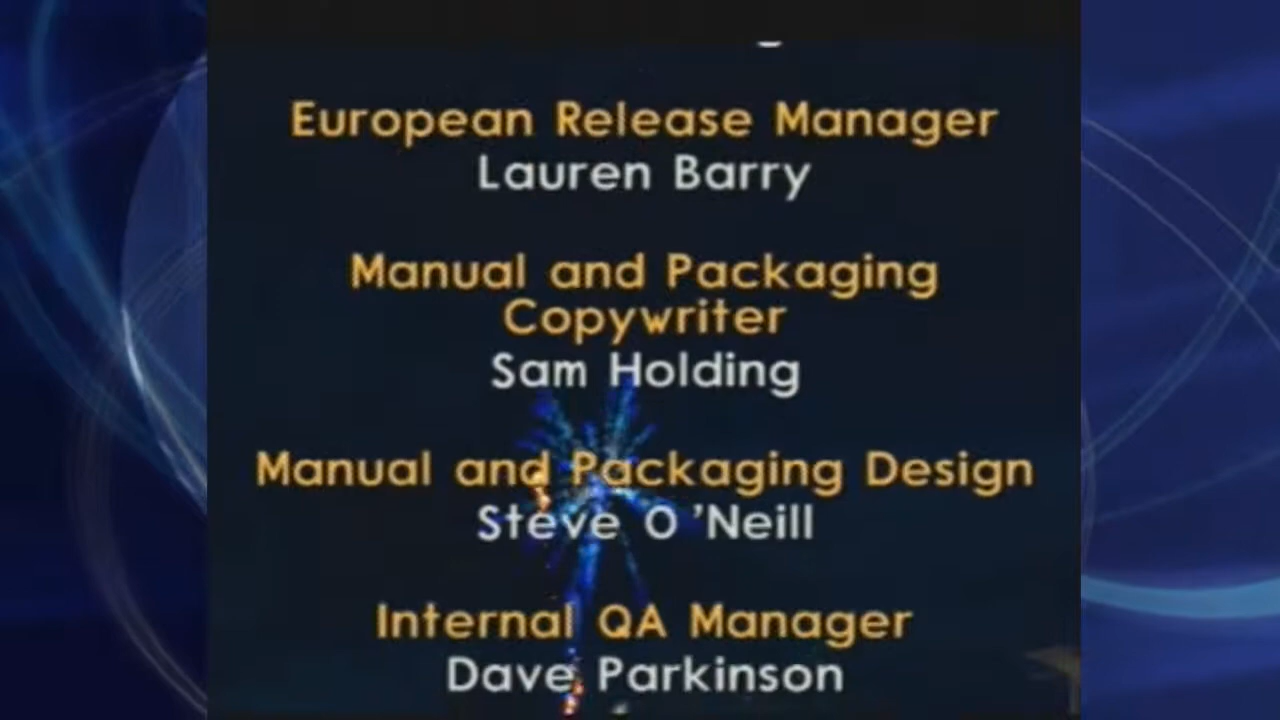 European Release Manager
Lauren Barry
Manual and Packaging
Copywriter
Sam Holding
Manual and Packaging Design
Steve O 'Neill
Internal QA Manager
Dave Parkinson